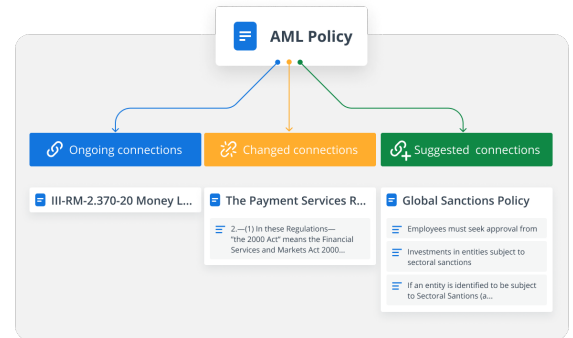 AML Policy
Ongoing connections
Changed connections
Suggested connections
III-RM-2.370-20 Money L...
The Payment Services R...
2.—(1) In these Regulations—
"the 2000 Act" means the Financial
Services and Markets Act 2000...
Global Sanctions Policy
Employees must seek approval from
Investments in entities subject to
sectoral sanctions
If an entity is identified to be subject
to Sectoral Santions (a...